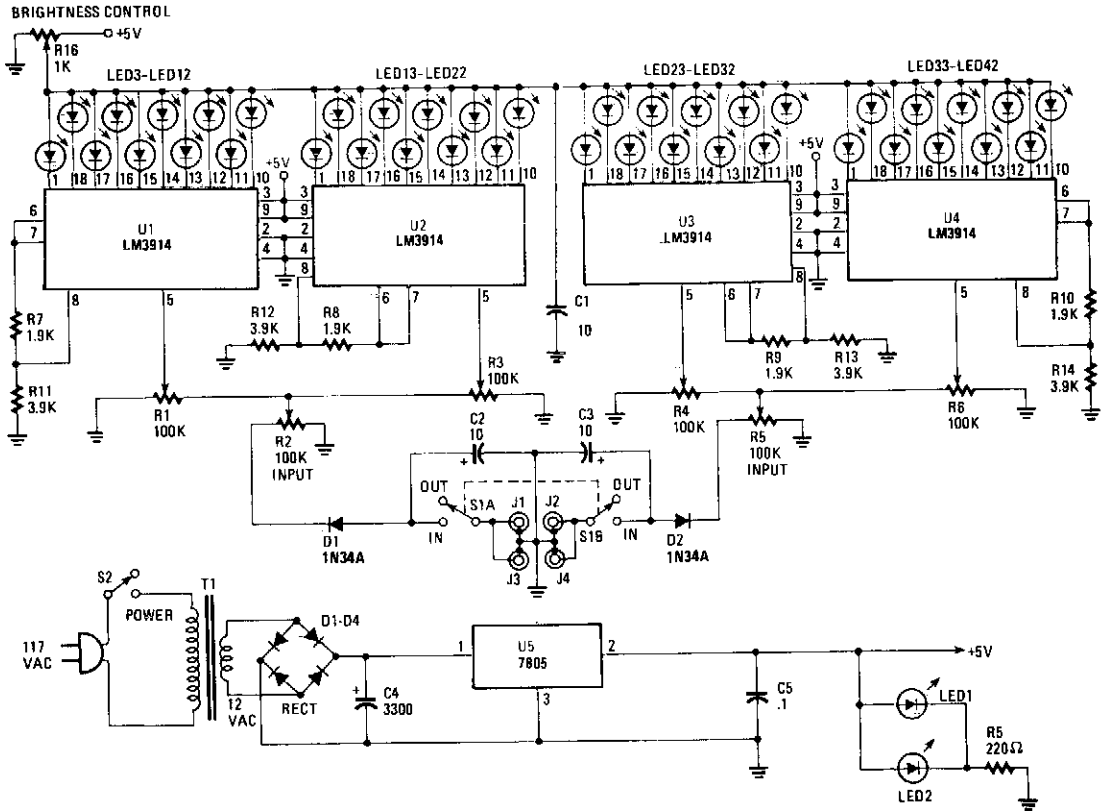 BRIGHTNESS CONTROL
+5V
R16
1K
LED3-LED12
LED13-LED22
LED23-LED32
LED33-LED42
1 18 17 16 15 14 13 12 11 10
+5V
1 18 17 16 15 14 13 12 11 10
1 18 17 16 15 14 13 12 11 10
+5V
1 18 17 16 15 14 13 12 11 10
6
7
U1
LM3914
3
9
2
4
3
9
2
4
8
U2
LM3914
U3
LM3914
3
9
2
4
8
3
9
2
4
U4
LM3914
6
7
8
5
6
7
5
5
6
7
5
8
R7
1.9K
R11
3.9K
R12
3.9K
R8
1.9K
R3
100K
C1
10
R9
1.9K
R13
3.9K
R10
1.9K
R14
3.9K
R1
100K
R2
100K
INPUT
C2
10
+
C3
10
+
R4
100K
R5
100K
INPUT
R6
100K
OUT
S1A
IN
J1
J2
J3
J4
OUT
S1B
IN
D1
1N34A
D2
1N34A
S2
POWER
T1
117
VAC
12
VAC
D1-D4
RECT
+
C4
3300
1
U5
7805
2
3
C5
.1
+5V
LED1
LED2
R5
220Ω